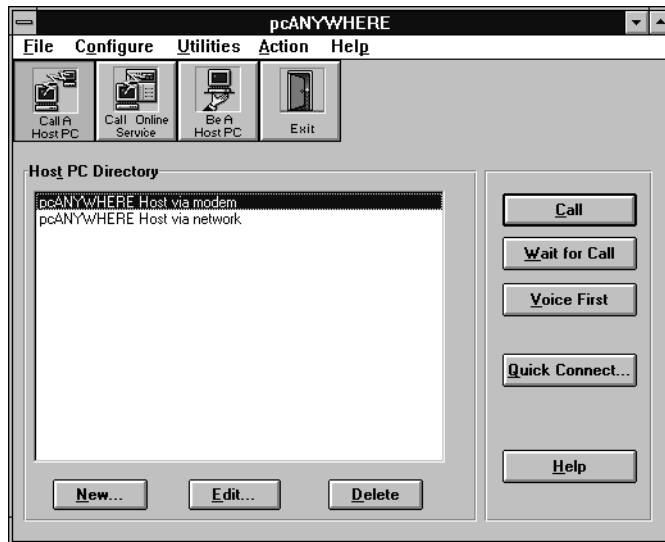 pcANYWHERE
File Configure Utilities Action Help
Call A Host PC
Call Online Service
Be A Host PC
Exit
Host PC Directory
pcANYWHERE Host via modem
pcANYWHERE Host via network
Call
Wait for Call
Voice First
Quick Connect...
Help
New... Edit... Delete